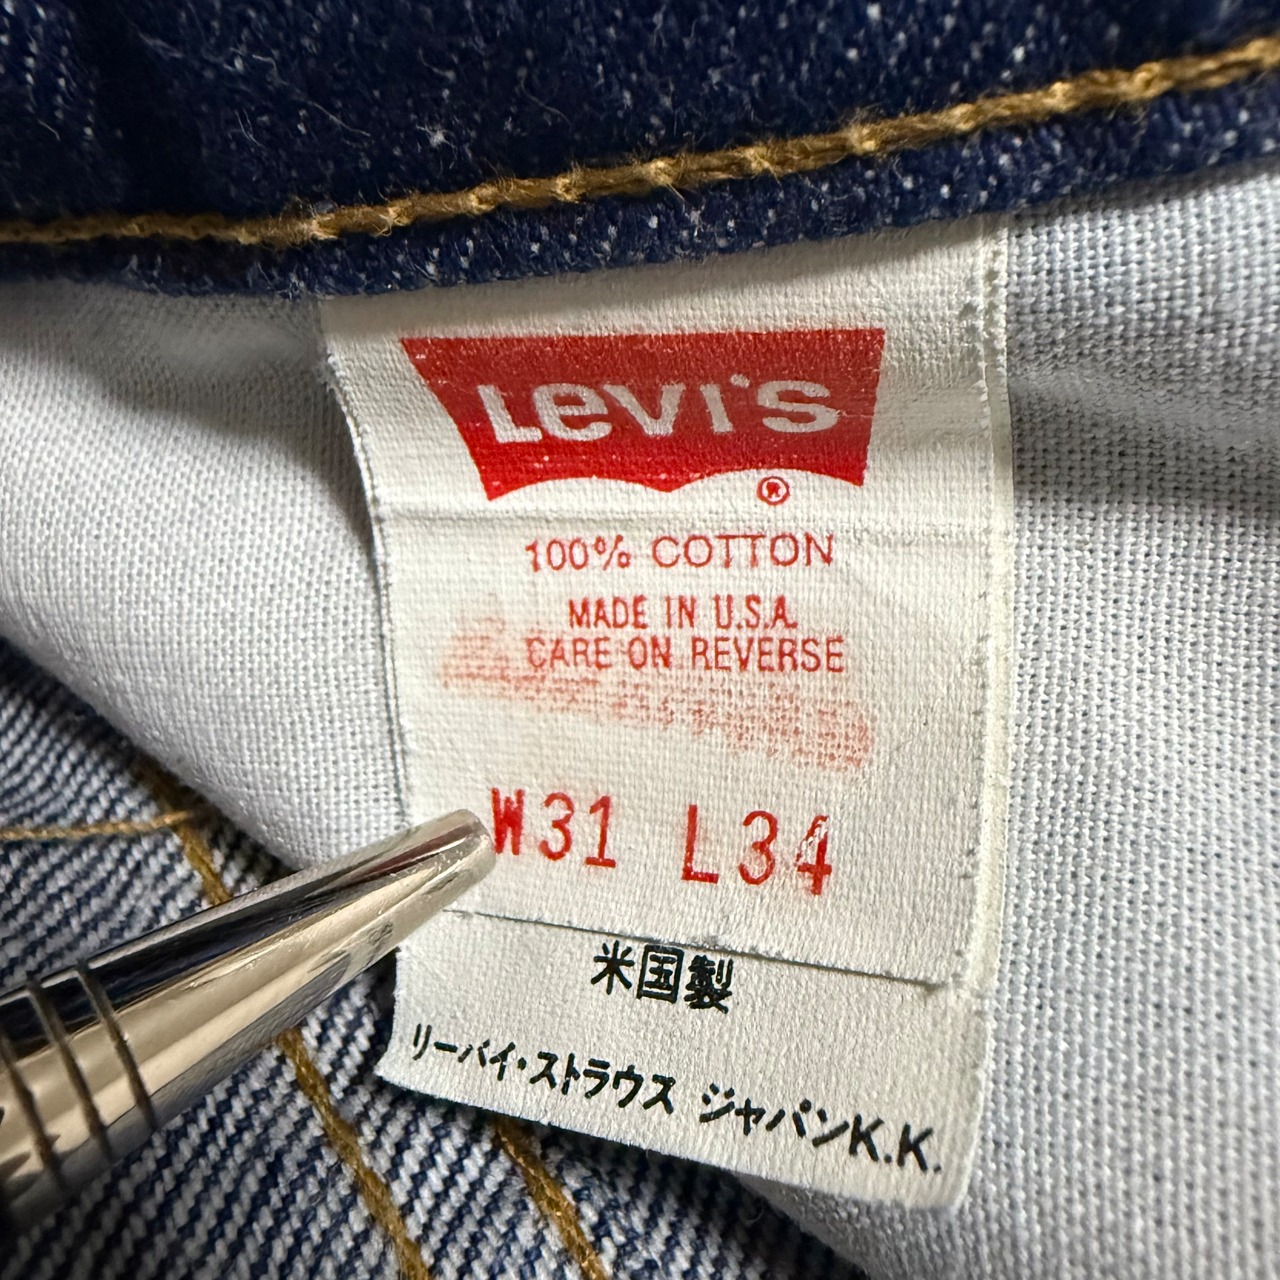 Levi's
®
100% COTTON
MADE IN U.S.A.
CARE ON REVERSE
W31 L34
米国製
リーバイ・ストラウス ジャパンK.K.